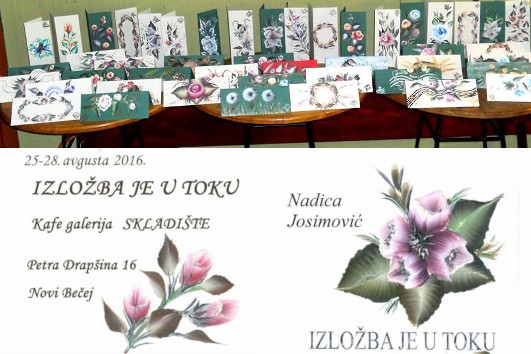 25-28. avgusta 2016.
IZLOŽBA JE U TOKU
Kafe galerija SKLADIŠTE
Petra Drapšina 16
Novi Bečej
Nadica
Josimović
IZLOŽBA JE U TOKU